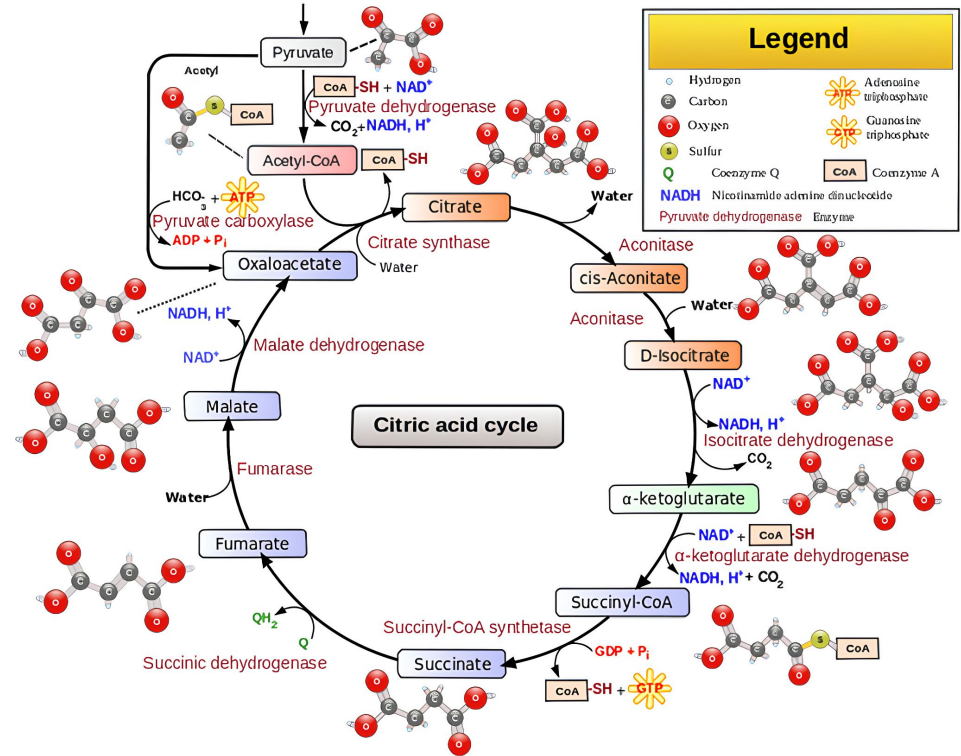 Legend
Hydrogen
Carbon
Oxygen
S Sulfur
Q Coenzyme Q
NADH Nicotinamide adenine dinucleotide
Pyruvate dehydrogenase Enzyme
ATP Adenosine triphosphate
GTP Guanosine triphosphate
CoA Coenzyme A
Pyruvate
Acetyl
S CoA
CoA-SH + NAD⁺
Pyruvate dehydrogenase
CO₂+NADH, H⁺
Acetyl-CoA
CoA-SH
HCO₃- + ATP
Pyruvate carboxylase
ADP + Pi
Citrate
Citrate synthase
Water
Oxaloacetate
Water
Aconitase
cis-Aconitate
Aconitase
Water
D-Isocitrate
NAD⁺
NADH, H⁺
Isocitrate dehydrogenase
CO₂
α-ketoglutarate
NAD⁺ + CoA-SH
α-ketoglutarate dehydrogenase
NADH, H⁺ + CO₂
Succinyl-CoA
S CoA
Succinyl-CoA synthetase
GDP + Pi
CoA-SH + GTP
Succinate
QH₂
Q
Succinic dehydrogenase
Fumarate
Water
Fumarase
Malate
NADH, H⁺
NAD⁺
Malate dehydrogenase
Citric acid cycle